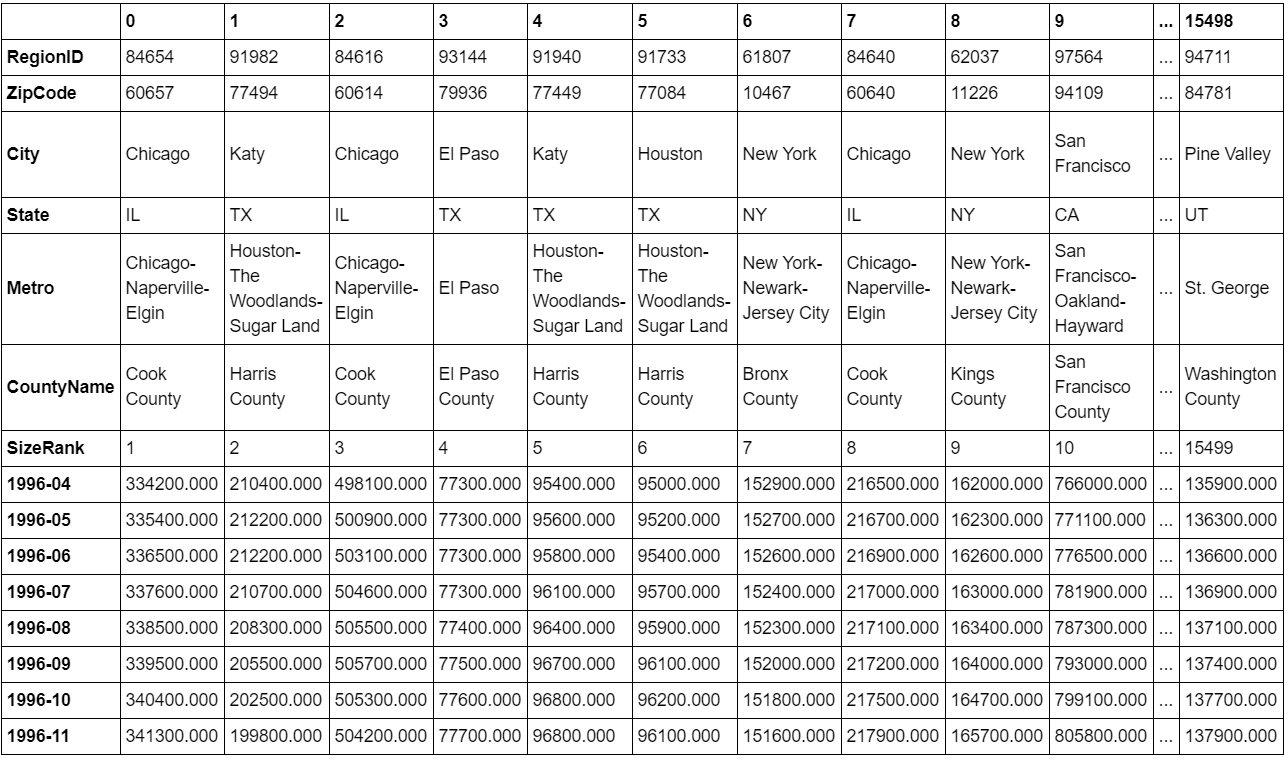 0 1 2 3 4 5 6 7 8 9 ... 15498
RegionID 84654 91982 84616 93144 91940 91733 61807 84640 62037 97564 ... 94711
ZipCode 60657 77494 60614 79936 77449 77084 10467 60640 11226 94109 ... 84781
City Chicago Katy Chicago El Paso Katy Houston New York Chicago New York San Francisco ... Pine Valley
State IL TX IL TX TX TX NY IL NY CA ... UT
Metro Chicago-Naperville-Elgin Houston-The Woodlands-Sugar Land Chicago-Naperville-Elgin El Paso Houston-The Woodlands-Sugar Land Houston-The Woodlands-Sugar Land New York-Newark-Jersey City Chicago-Naperville-Elgin New York-Newark-Jersey City San Francisco-Oakland-Hayward ... St. George
CountyName Cook County Harris County Cook County El Paso County Harris County Harris County Bronx County Cook County Kings County San Francisco County ... Washington County
SizeRank 1 2 3 4 5 6 7 8 9 10 ... 15499
1996-04 334200.000 210400.000 498100.000 77300.000 95400.000 95000.000 152900.000 216500.000 162000.000 766000.000 ... 135900.000
1996-05 335400.000 212200.000 500900.000 77300.000 95600.000 95200.000 152700.000 216700.000 162300.000 771100.000 ... 136300.000
1996-06 336500.000 212200.000 503100.000 77300.000 95800.000 95400.000 152600.000 216900.000 162600.000 776500.000 ... 136600.000
1996-07 337600.000 210700.000 504600.000 77300.000 96100.000 95700.000 152400.000 217000.000 163000.000 781900.000 ... 136900.000
1996-08 338500.000 208300.000 505500.000 77400.000 96400.000 95900.000 152300.000 217100.000 163400.000 787300.000 ... 137100.000
1996-09 339500.000 205500.000 505700.000 77500.000 96700.000 96100.000 152000.000 217200.000 164000.000 793000.000 ... 137400.000
1996-10 340400.000 202500.000 505300.000 77600.000 96800.000 96200.000 151800.000 217500.000 164700.000 799100.000 ... 137700.000
1996-11 341300.000 199800.000 504200.000 77700.000 96800.000 96100.000 151600.000 217900.000 165700.000 805800.000 ... 137900.000